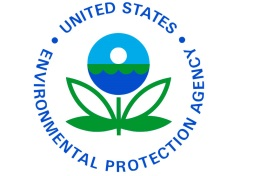 UNITED STATES
ENVIRONMENTAL PROTECTION AGENCY